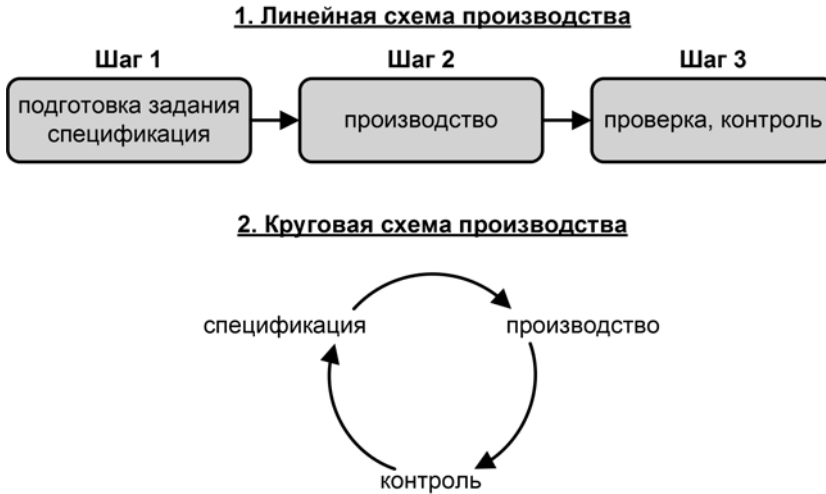 1. Линейная схема производства
Шаг 1
Шаг 2
Шаг 3
подготовка задания
спецификация
производство
проверка, контроль
2. Круговая схема производства
спецификация
производство
контроль